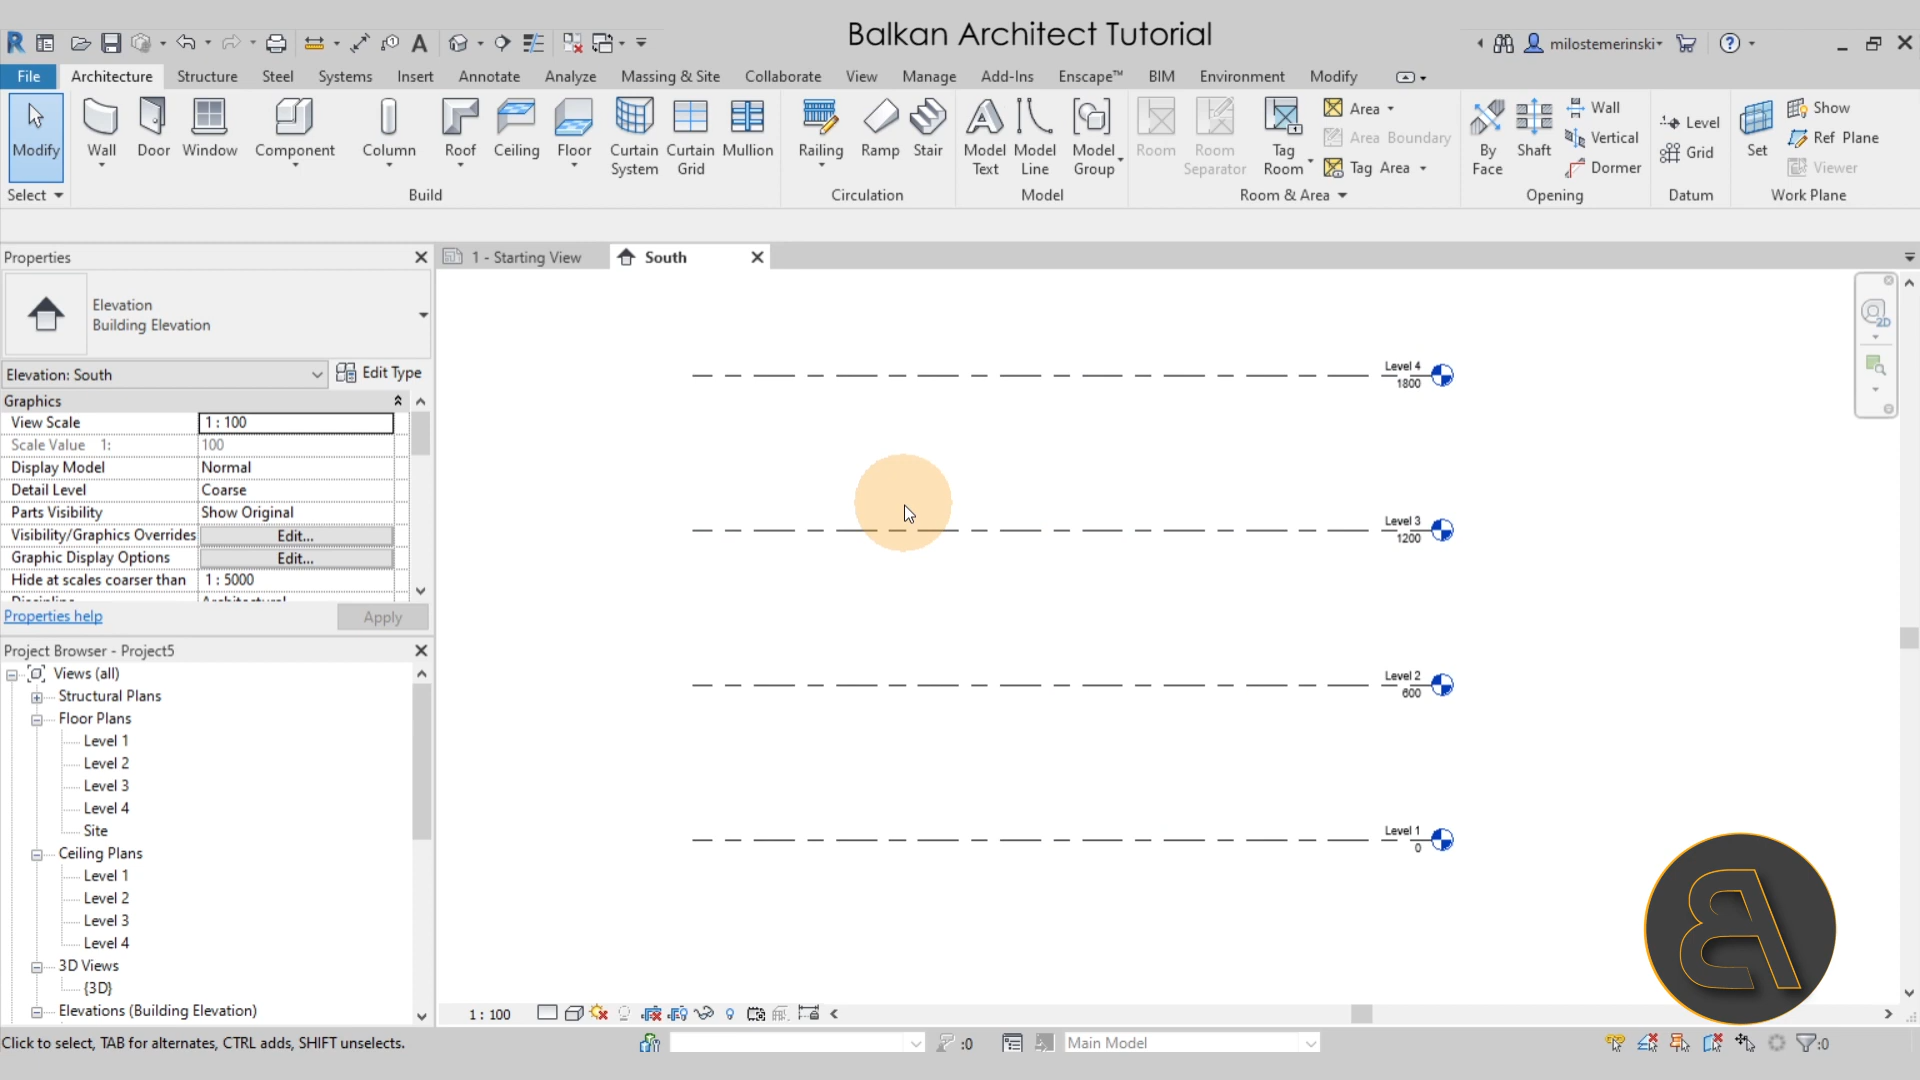 Balkan Architect Tutorial
milostemerinski
File Architecture Structure Steel Systems Insert Annotate Analyze Massing & Site Collaborate View Manage Add-Ins Enscape™ BIM Environment Modify
Modify
Wall
Door
Window
Component
Column
Roof
Ceiling
Floor
Curtain
System
Curtain
Grid
Mullion
Railing
Ramp
Stair
Model
Text
Model
Line
Model
Group
Room
Room
Separator
Tag
Room
Area
Area Boundary
Tag Area
By
Face
Shaft
Wall
Vertical
Dormer
Level
Grid
Set
Show
Ref Plane
Viewer
Select Build Circulation Model Room & Area Opening Datum Work Plane
Properties
1 - Starting View
South
Elevation
Building Elevation
Elevation: South
Edit Type
Graphics
View Scale 1 : 100
Scale Value 1: 100
Display Model Normal
Detail Level Coarse
Parts Visibility Show Original
Visibility/Graphics Overrides Edit...
Graphic Display Options Edit...
Hide at scales coarser than 1 : 5000
Discipline Architectural
Properties help
Apply
Project Browser - Project5
Views (all)
Structural Plans
Floor Plans
Level 1
Level 2
Level 3
Level 4
Site
Ceiling Plans
Level 1
Level 2
Level 3
Level 4
3D Views
{3D}
Elevations (Building Elevation)
2D
Level 4
1800
Level 3
1200
Level 2
600
Level 1
0
1 : 100
Click to select, TAB for alternates, CTRL adds, SHIFT unselects.
:0
Main Model
:0